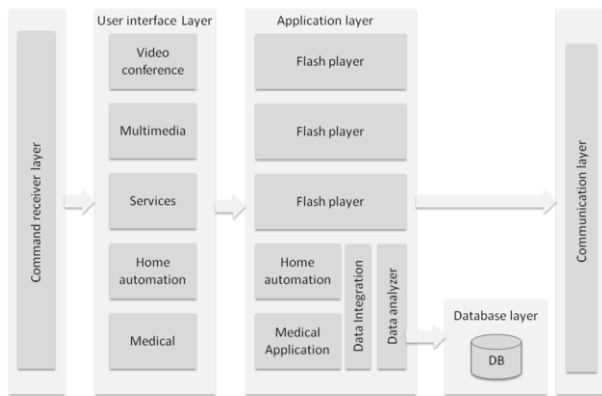 Command receiver layer
User interface Layer
Video
conference
Multimedia
Services
Home
automation
Medical
Application layer
Flash player
Flash player
Flash player
Home
automation
Medical
Application
Data Integration
Data analyzer
Database layer
DB
Communication layer